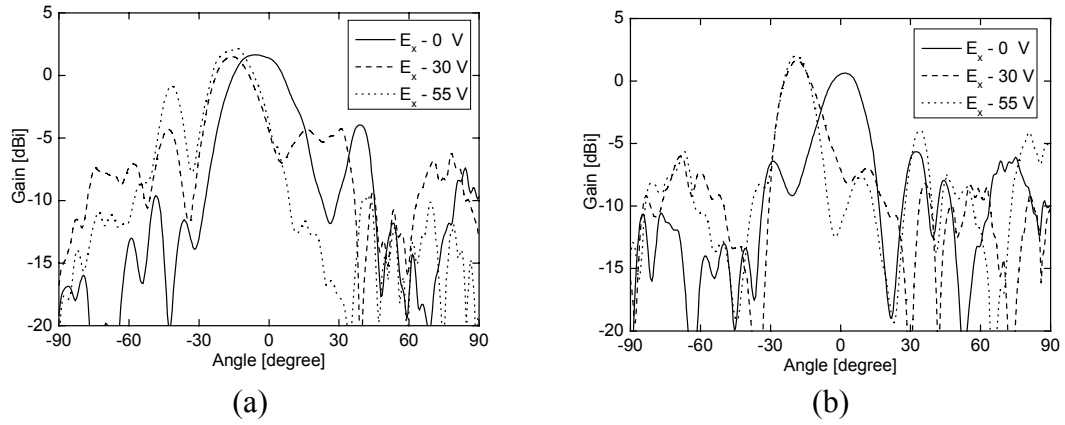 5
0
-5
-10
-15
-20
Gain [dBi]
-90 -60 -30 0 30 60 90
Angle [degree]
E_x - 0 V
E_x - 30 V
E_x - 55 V
(a)
5
0
-5
-10
-15
-20
Gain [dBi]
-90 -60 -30 0 30 60 90
Angle [degree]
E_x - 0 V
E_x - 30 V
E_x - 55 V
(b)